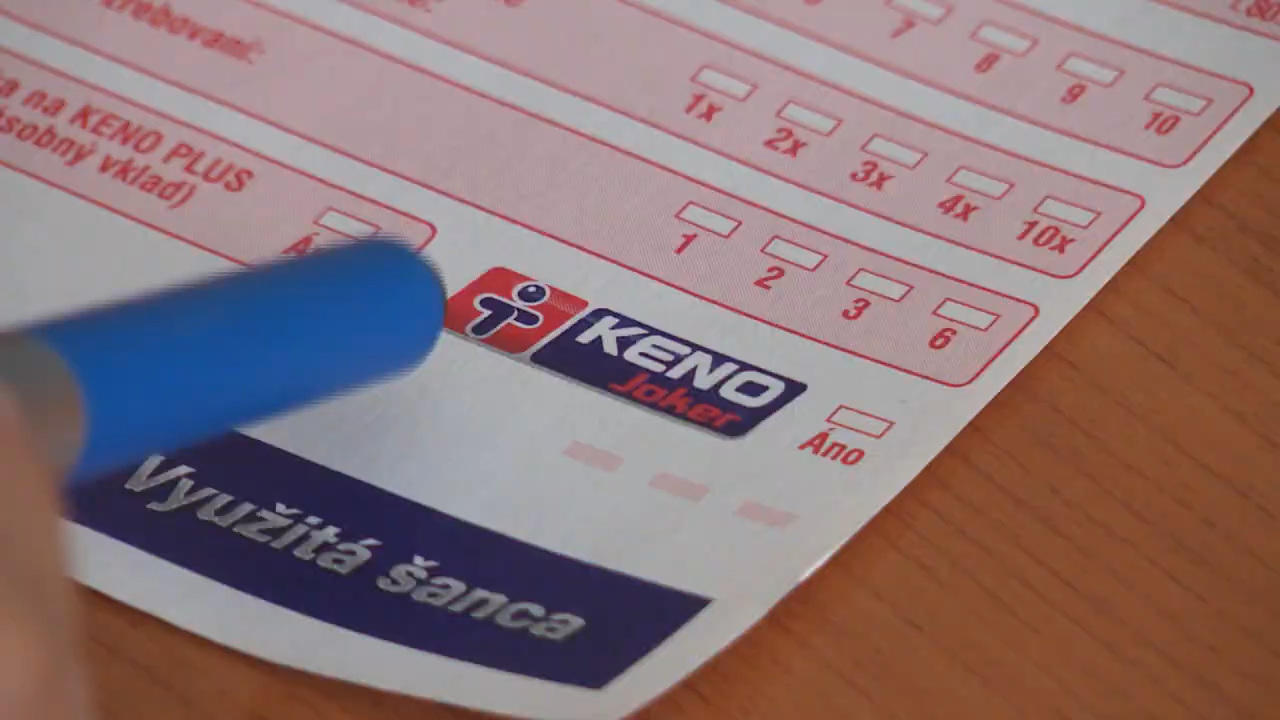 7 8 9 10
1x 2x 3x 4x 10x
žrebovaní:
1 2 3 6
na KENO PLUS
vklad)
KENO
Joker
Áno
Využitá šanca